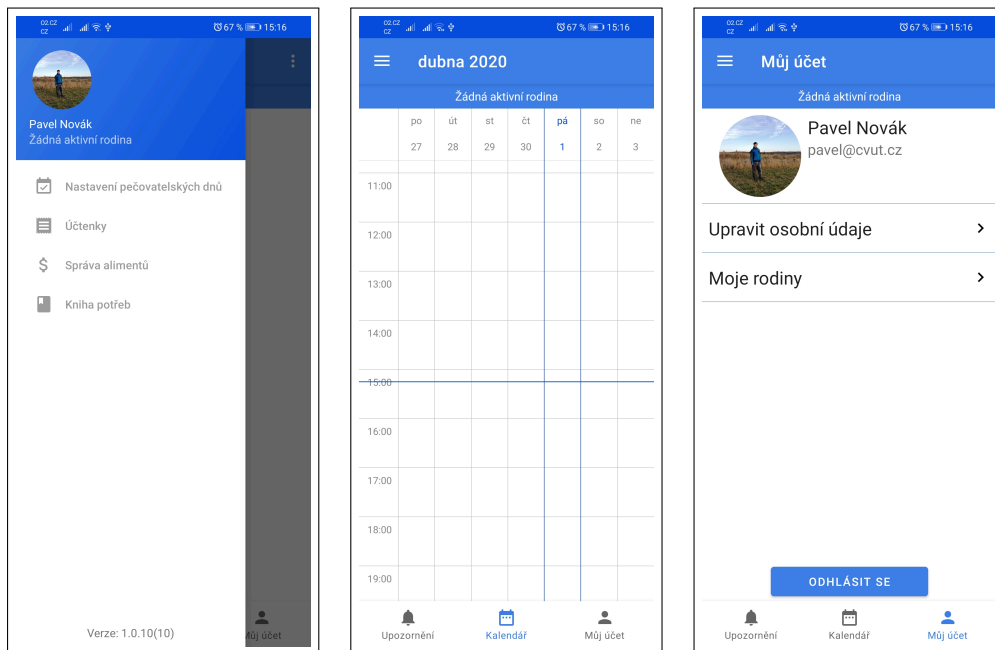 O2.CZ
CZ
67 % 15:16
Pavel Novák
Žádná aktivní rodina
Nastavení pečovatelských dnů
Účtenky
Správa alimentů
Kniha potřeb
Verze: 1.0.10(10)
Můj účet
O2.CZ
CZ
67 % 15:16
dubna 2020
Žádná aktivní rodina
po út st čt pá so ne
27 28 29 30 1 2 3
11:00
12:00
13:00
14:00
15:00
16:00
17:00
18:00
19:00
Upozornění Kalendář Můj účet
O2.CZ
CZ
67 % 15:16
Můj účet
Žádná aktivní rodina
Pavel Novák
pavel@cvut.cz
Upravit osobní údaje
Moje rodiny
ODHLÁSIT SE
Upozornění Kalendář Můj účet